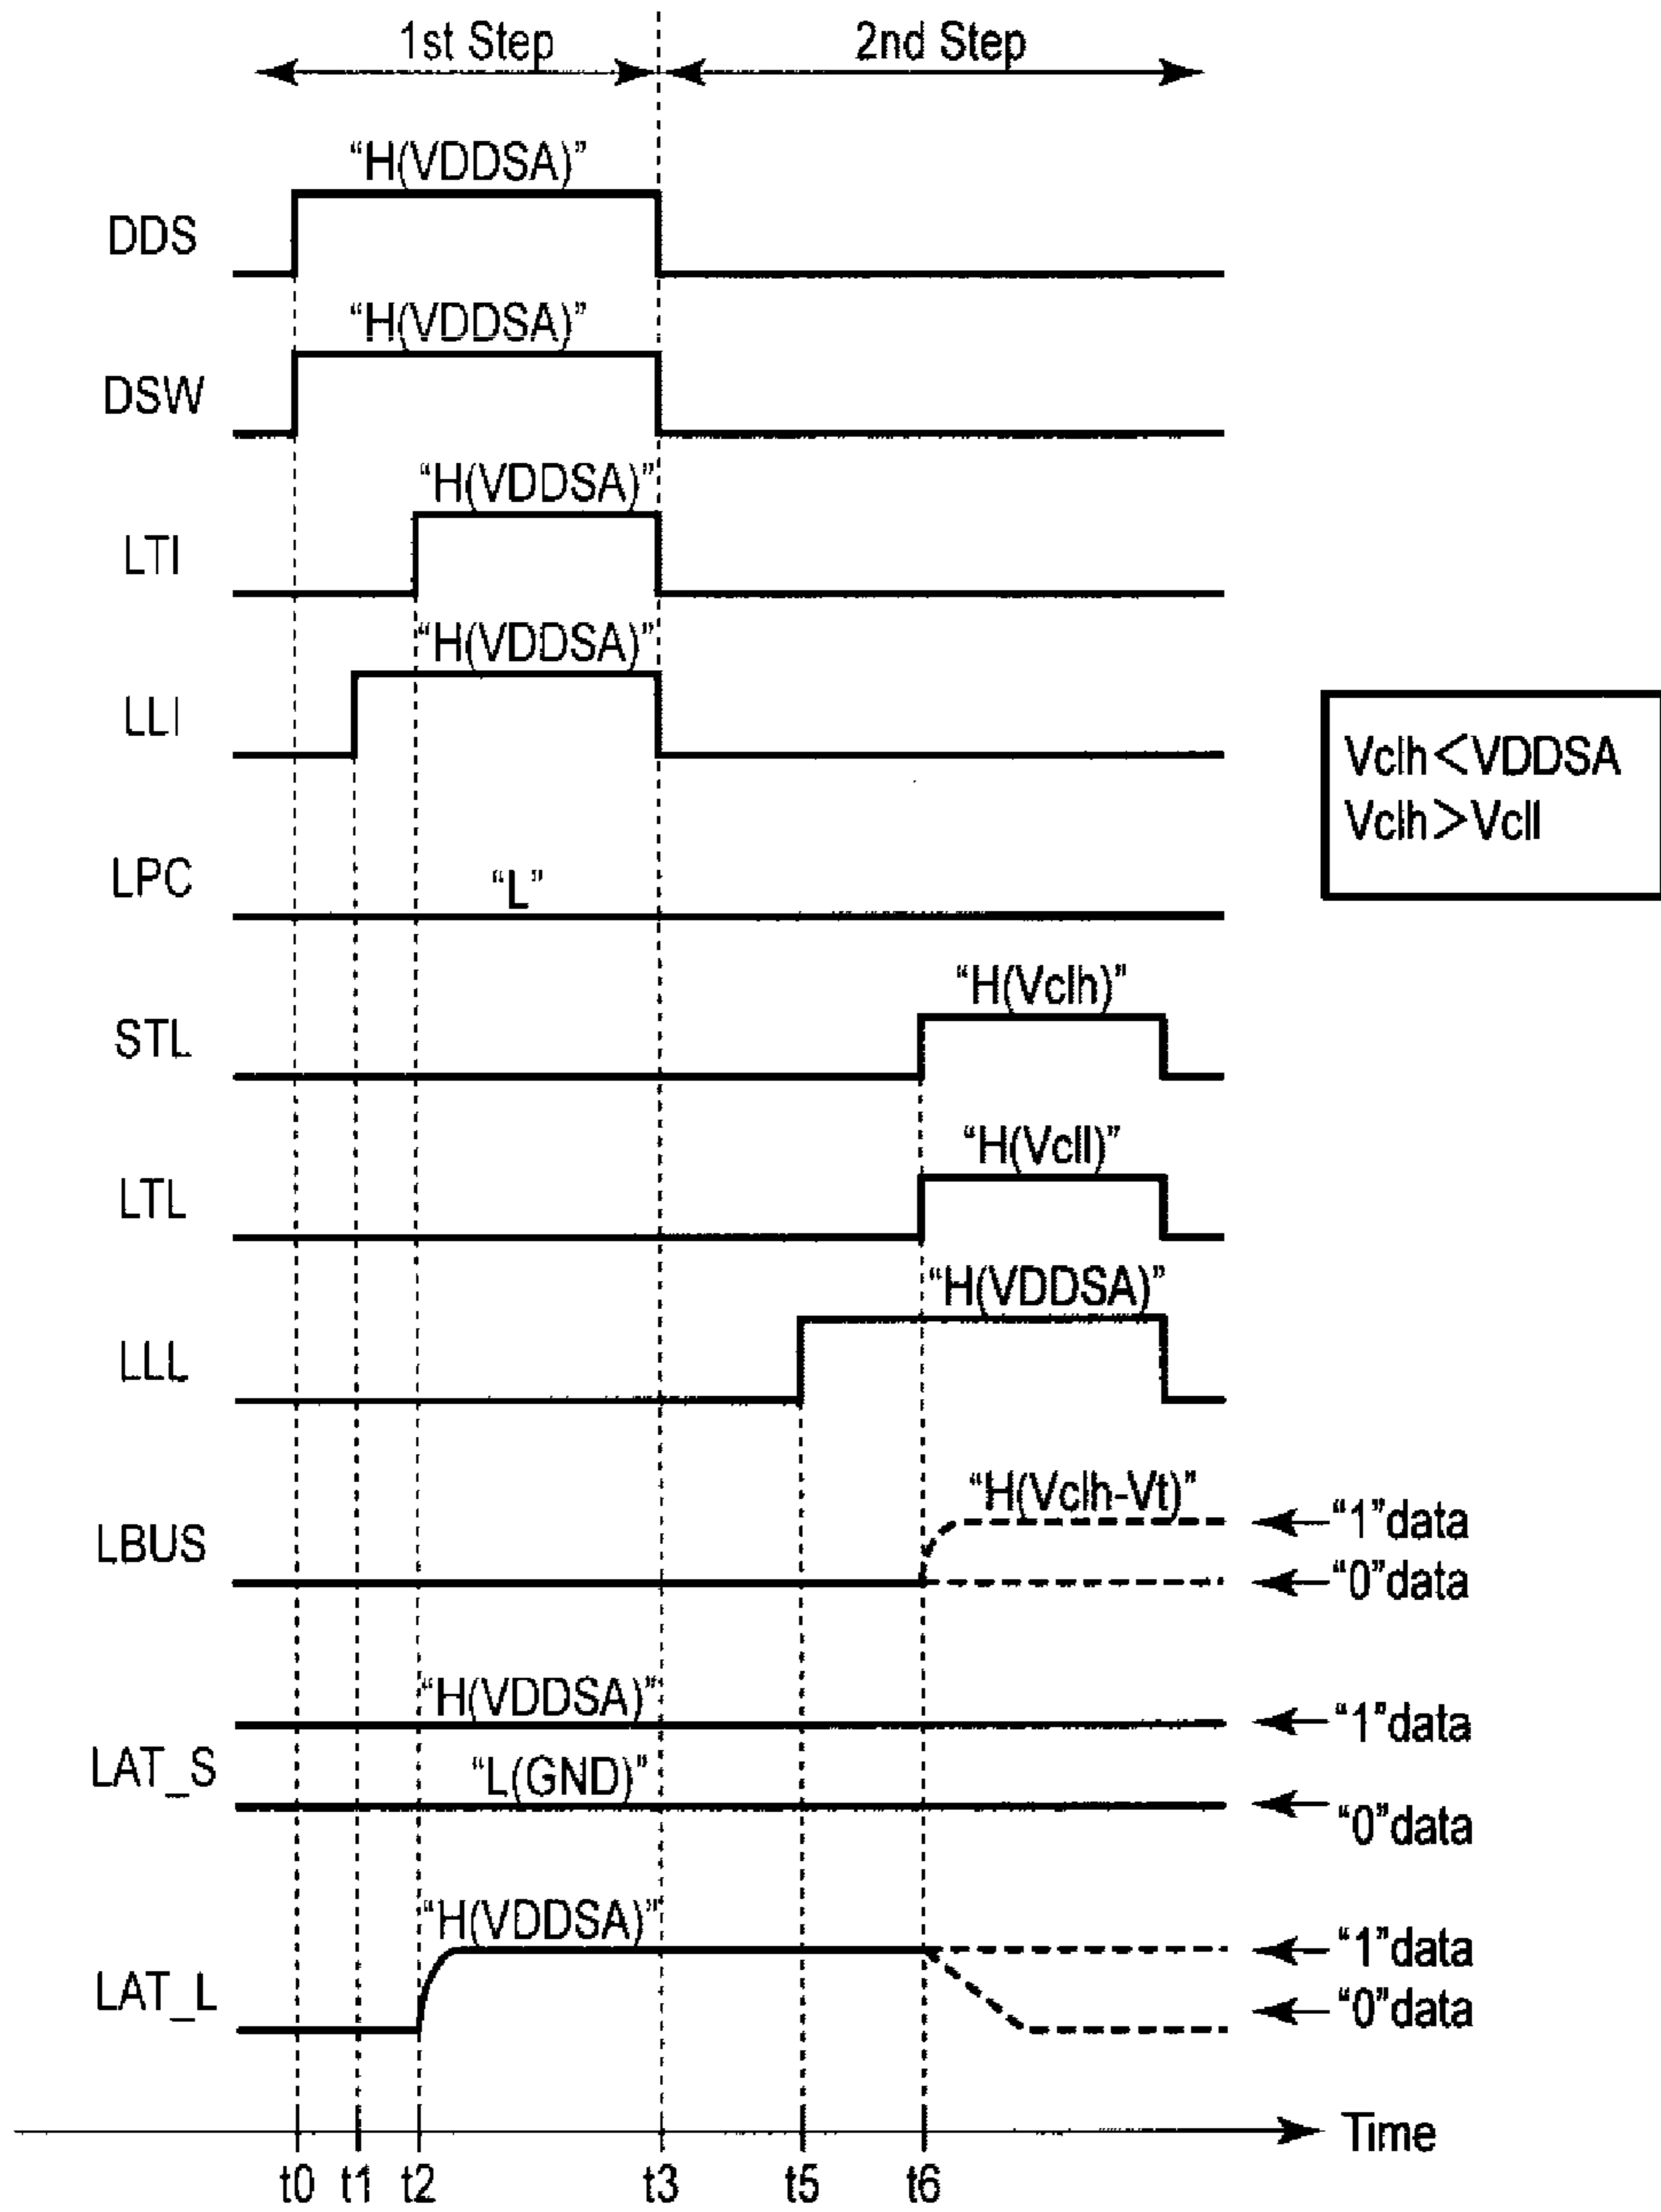 1st Step 2nd Step
“H(VDDSA)”
DDS
“H(VDDSA)”
DSW
“H(VDDSA)”
LTI
“H(VDDSA)”
LLI
Vclh<VDDSA
Vclh>Vcll
LPC “L”
“H(Vclh)”
STL
“H(Vcll)”
LTL
“H(VDDSA)”
LLL
“H(Vclh-Vt)”
“1”data
LBUS
“0”data
“H(VDDSA)”
“1”data
LAT_S “L(GND)”
“0”data
“H(VDDSA)”
“1”data
LAT_L
“0”data
Time
t0 t1 t2 t3 t5 t6